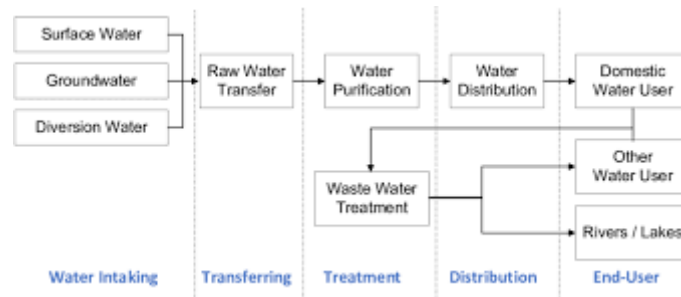 Surface Water
Groundwater
Diversion Water
Raw Water
Transfer
Water
Purification
Water
Distribution
Domestic
Water User
Waste Water
Treatment
Other
Water User
Rivers / Lakes
Water Intaking
Transferring
Treatment
Distribution
End-User